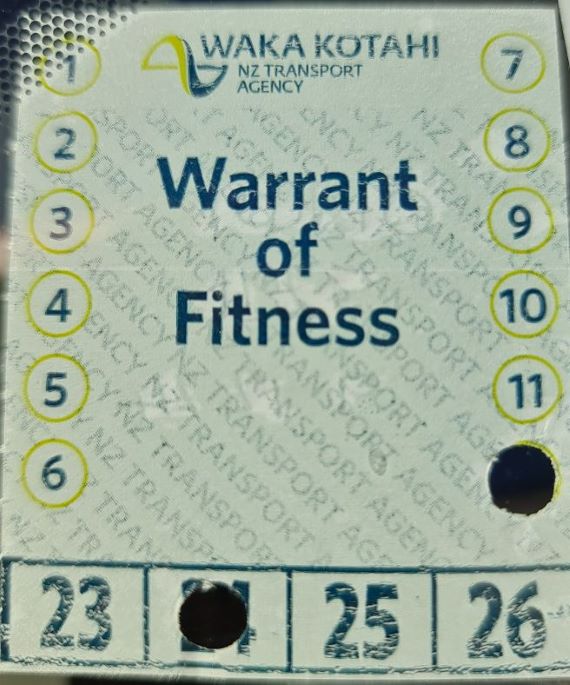 WAKA KOTAHI
NZ TRANSPORT
AGENCY
1
7
2
8
Warrant
3
9
of
4
10
Fitness
5
11
6
23 25 26